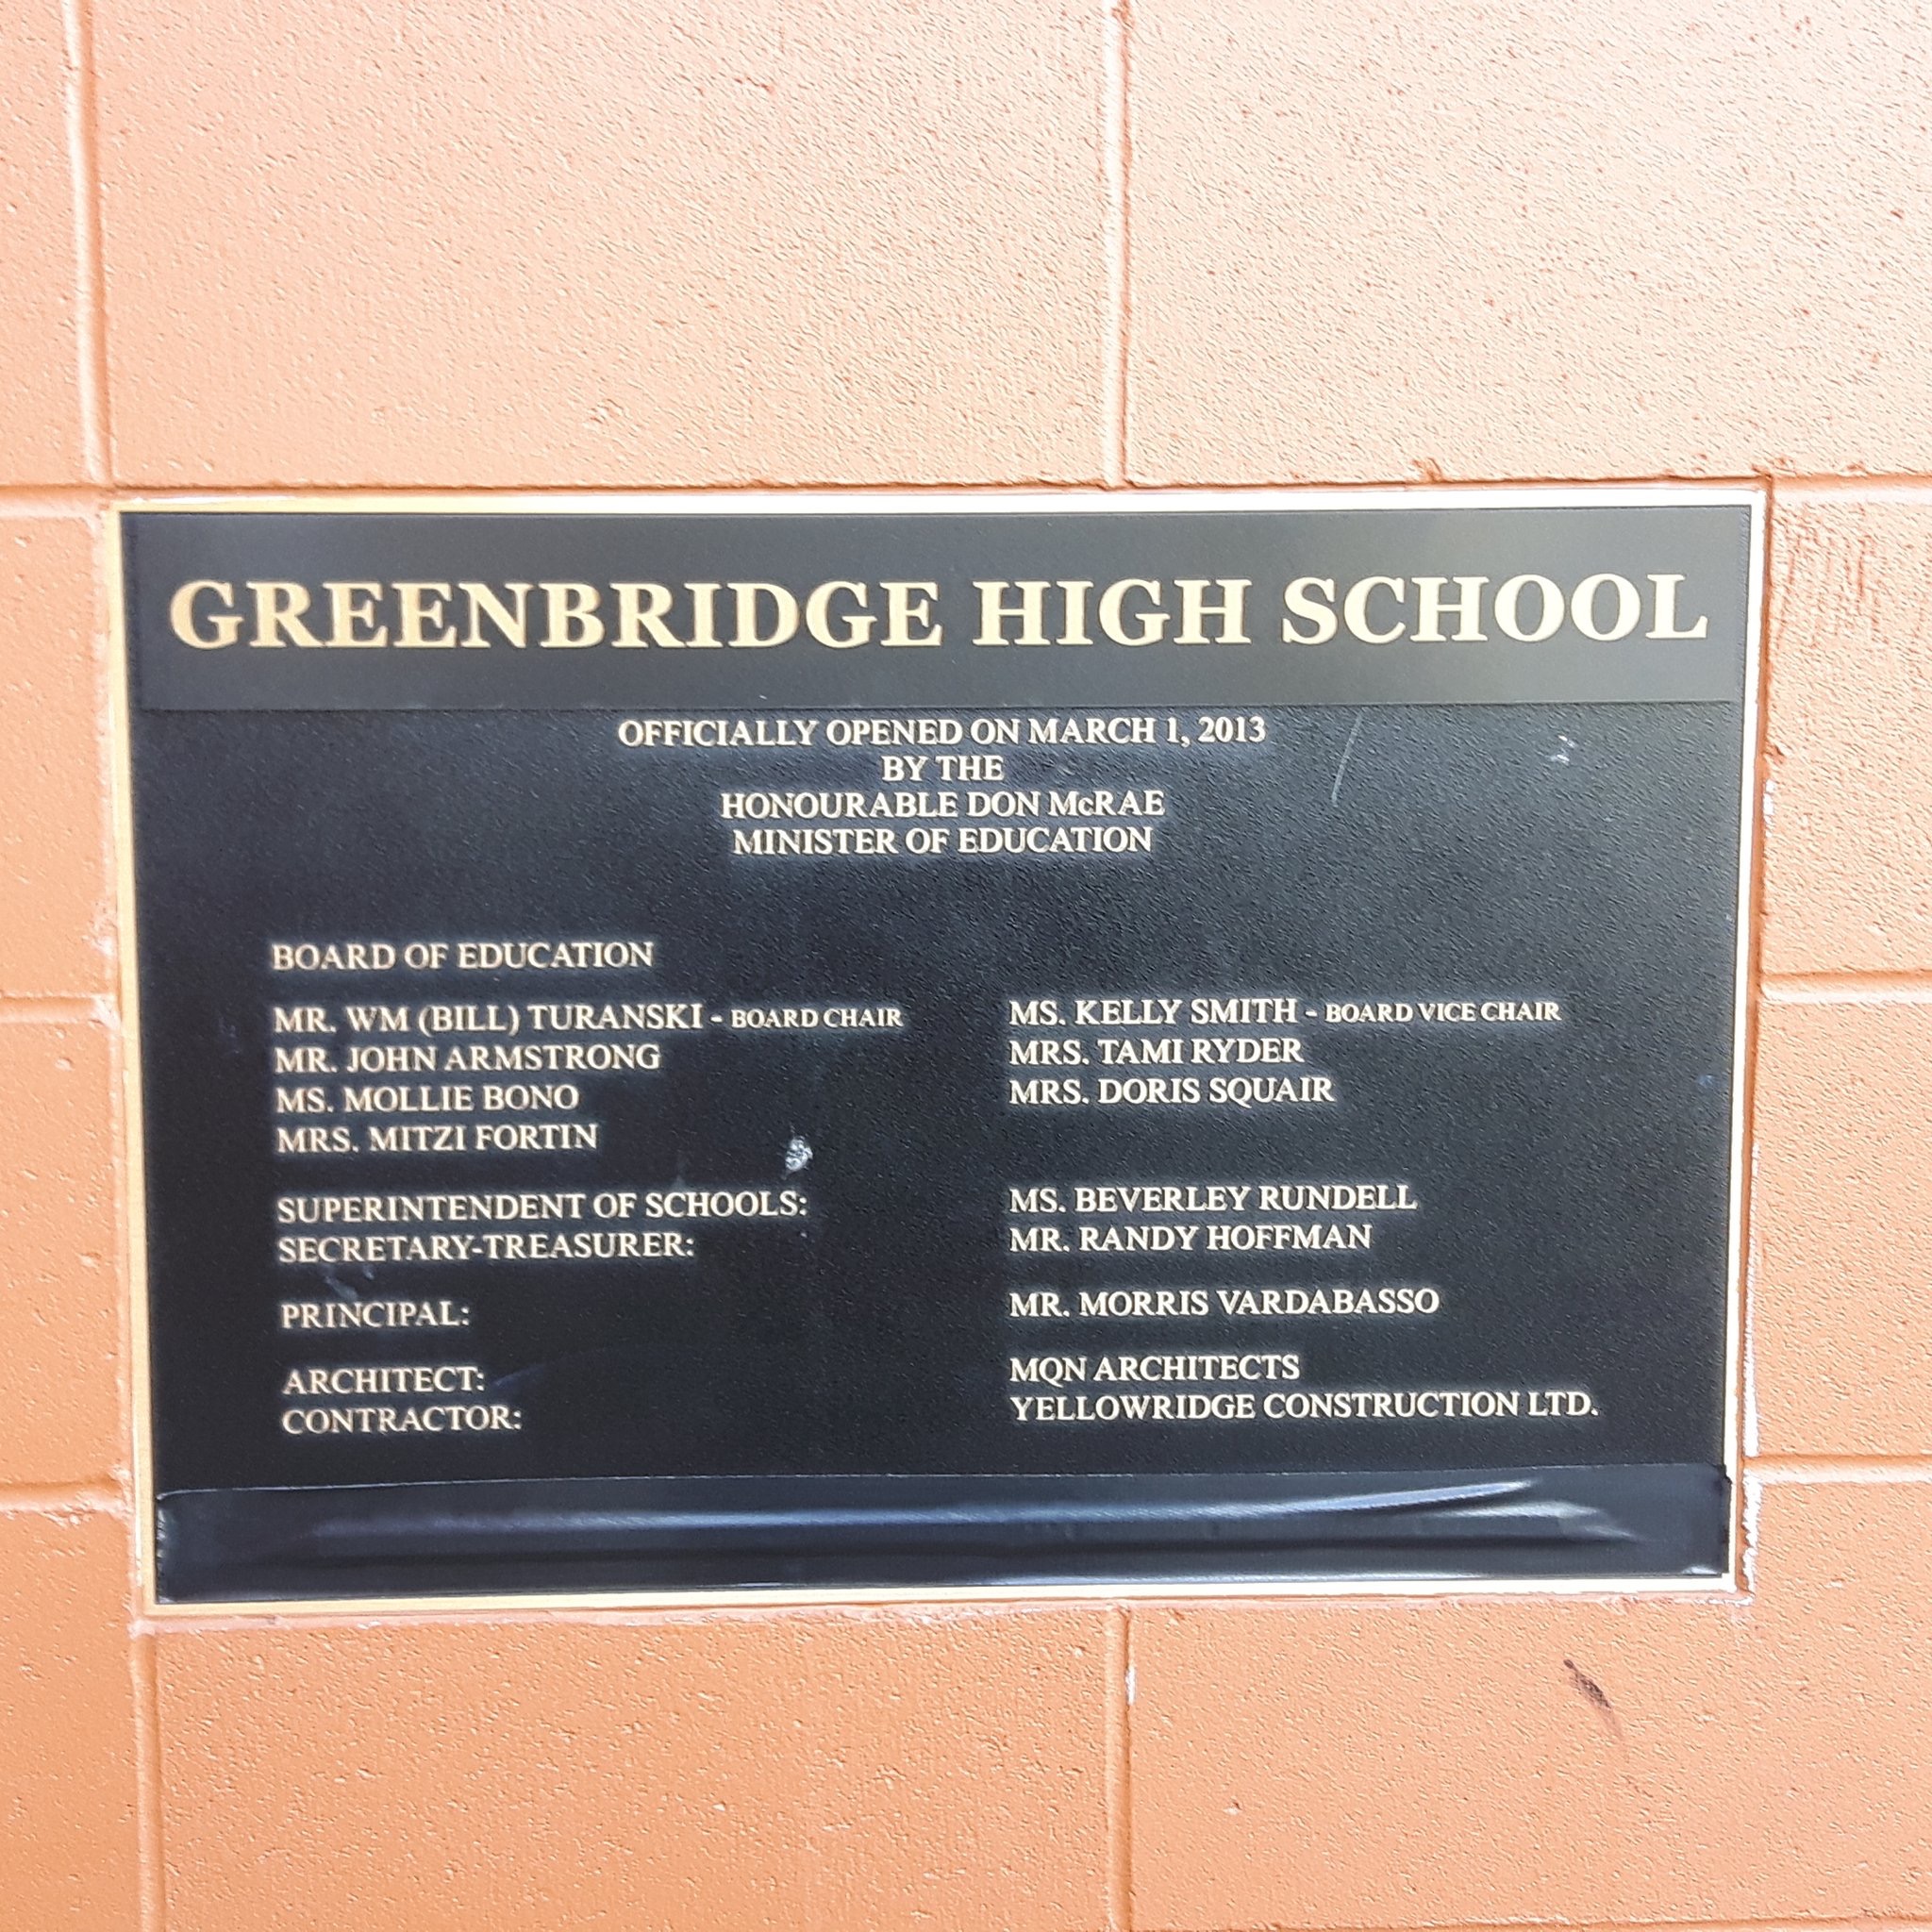 GREENBRIDGE HIGH SCHOOL
OFFICIALLY OPENED ON MARCH 1, 2013
BY THE
HONOURABLE DON McRAE
MINISTER OF EDUCATION
BOARD OF EDUCATION
MR. WM (BILL) TURANSKI - BOARD CHAIR
MR. JOHN ARMSTRONG
MS. MOLLIE BONO
MRS. MITZI FORTIN
MS. KELLY SMITH - BOARD VICE CHAIR
MRS. TAMI RYDER
MRS. DORIS SQUAIR
SUPERINTENDENT OF SCHOOLS: MS. BEVERLEY RUNDELL
SECRETARY-TREASURER: MR. RANDY HOFFMAN
PRINCIPAL: MR. MORRIS VARDABASSO
ARCHITECT: MQN ARCHITECTS
CONTRACTOR: YELLOWRIDGE CONSTRUCTION LTD.